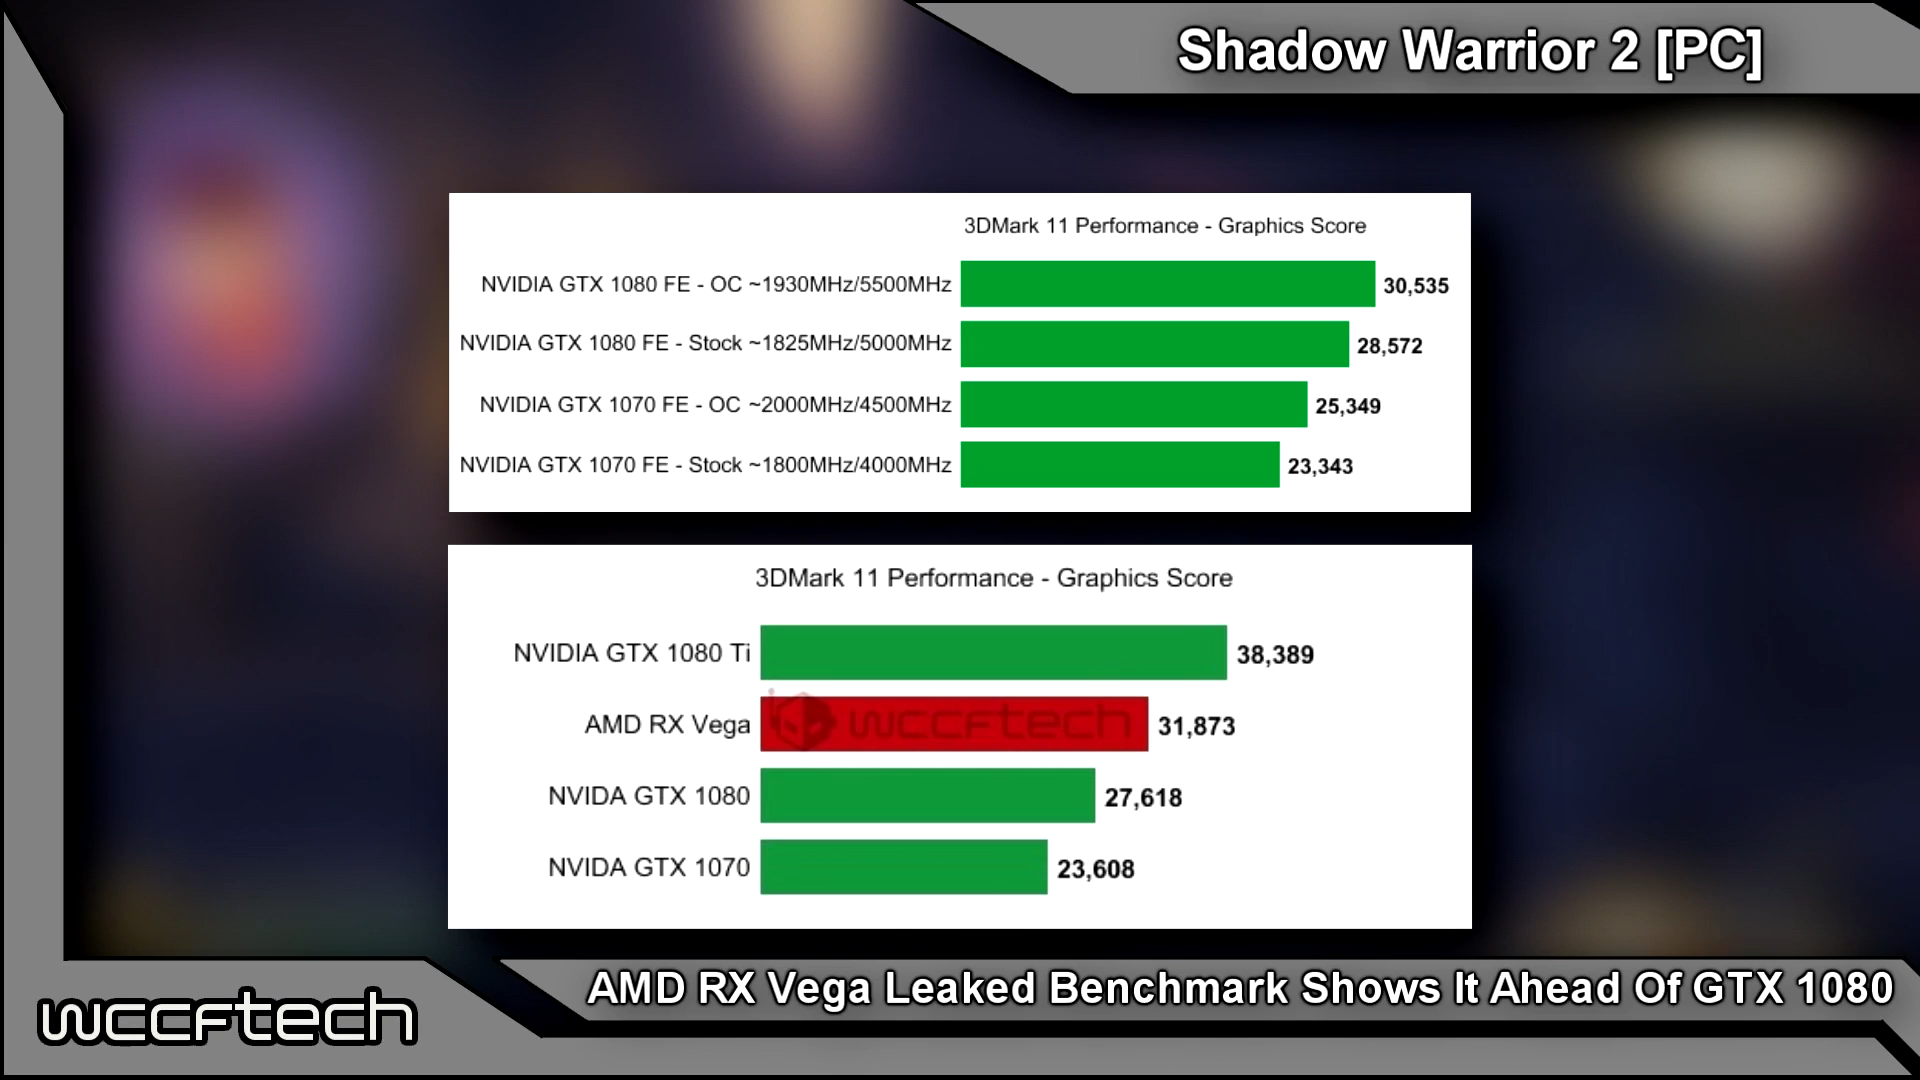 Shadow Warrior 2 [PC]
3DMark 11 Performance - Graphics Score
NVIDIA GTX 1080 FE - OC ~1930MHz/5500MHz 30,535
NVIDIA GTX 1080 FE - Stock ~1825MHz/5000MHz 28,572
NVIDIA GTX 1070 FE - OC ~2000MHz/4500MHz 25,349
NVIDIA GTX 1070 FE - Stock ~1800MHz/4000MHz 23,343
3DMark 11 Performance - Graphics Score
NVIDIA GTX 1080 Ti 38,389
AMD RX Vega wccftech 31,873
NVIDA GTX 1080 27,618
NVIDA GTX 1070 23,608
AMD RX Vega Leaked Benchmark Shows It Ahead Of GTX 1080
wccftech